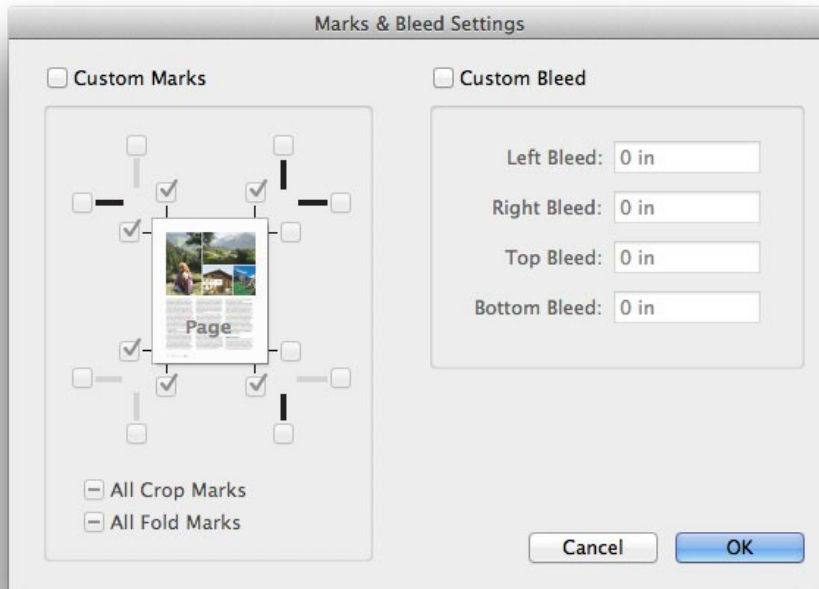 Marks & Bleed Settings
Custom Marks
Page
All Crop Marks
All Fold Marks
Custom Bleed
Left Bleed: 0 in
Right Bleed: 0 in
Top Bleed: 0 in
Bottom Bleed: 0 in
Cancel
OK